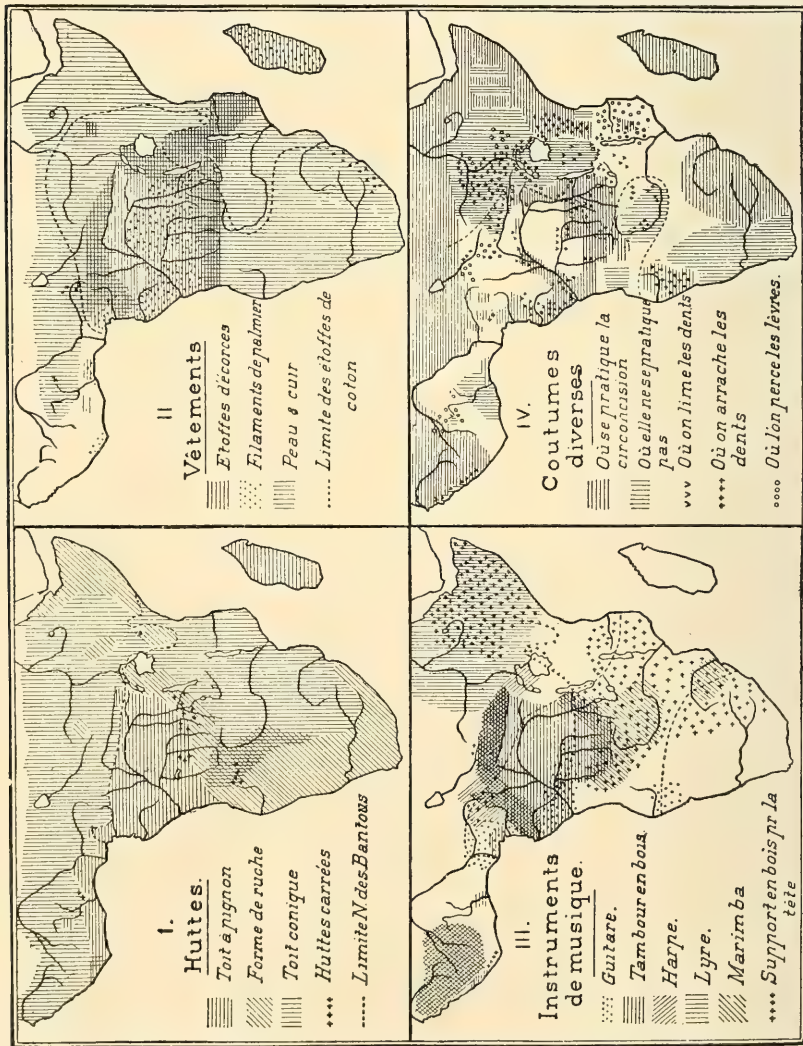 I.
Huttes.
Toit à pignon
Forme de ruche
Toit conique
Huttes carrées
Limite N. des Bantous
II
Vêtements
Etoffes d'écorces
Filaments de palmier
Peau & cuir
Limite des étoffes de
coton
III.
Instruments
de musique.
Guitare.
Tambour en bois.
Harpe.
Lyre.
Marimba
Support en bois pr la
tête
IV.
Coutumes
diverses
Où se pratique la
circoncision
Où elle ne se pratique
pas
Où on lime les dents
Où on arrache les
dents
Où l'on perce les lèvres.